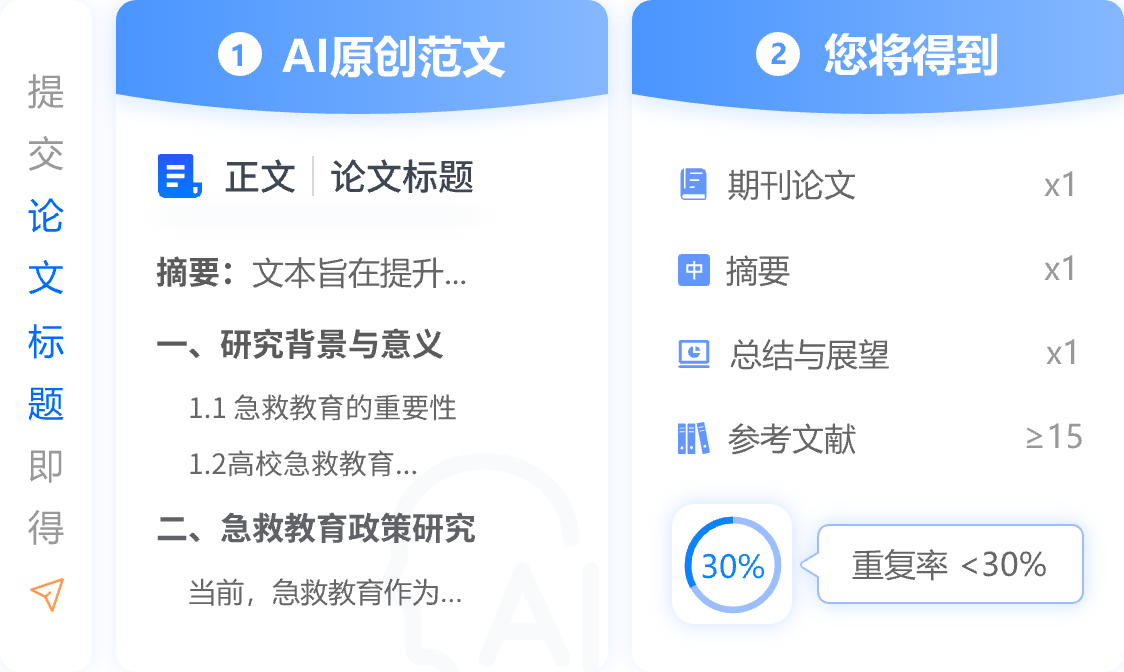 提交论文标题即得
1 AI原创范文
正文 论文标题
摘要：文本旨在提升...
一、研究背景与意义
1.1 急救教育的重要性
1.2高校急救教育...
二、急救教育政策研究
当前，急救教育作为...
AI
2 您将得到
期刊论文 x1
中 摘要 x1
总结与展望 x1
参考文献 ≥15
30% 重复率 <30%